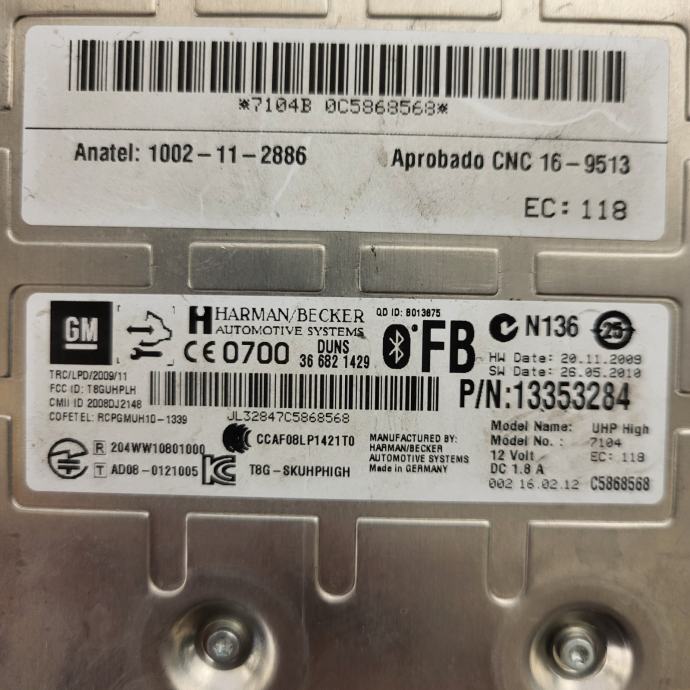 *7104B 0C5868568*
Anatel: 1002-11-2886
Aprobado CNC 16-9513
EC: 118
GM
HARMAN/BECKER
AUTOMOTIVE SYSTEMS
QD ID: B013875
CE 0700
DUNS
36 682 1429
FB
N136
25
HW Date: 20.11.2009
SW Date: 26.05.2010
TRC/LPD/2009/11
FCC ID: T8GUHPLH
CMII ID 2008DJ2148
COFETEL: RCPGMUH10-1339
JL32847C5868568
P/N:13353284
Model Name: UHP High
Model No.: 7104
12 Volt EC: 118
DC 1.8 A
002 16.02.12 C5868568
R 204WW10801000
T AD08-0121005
CCAF08LP1421T0
T8G-SKUHPHIGH
MANUFACTURED BY:
HARMAN/BECKER
AUTOMOTIVE SYSTEMS
Made in GERMANY